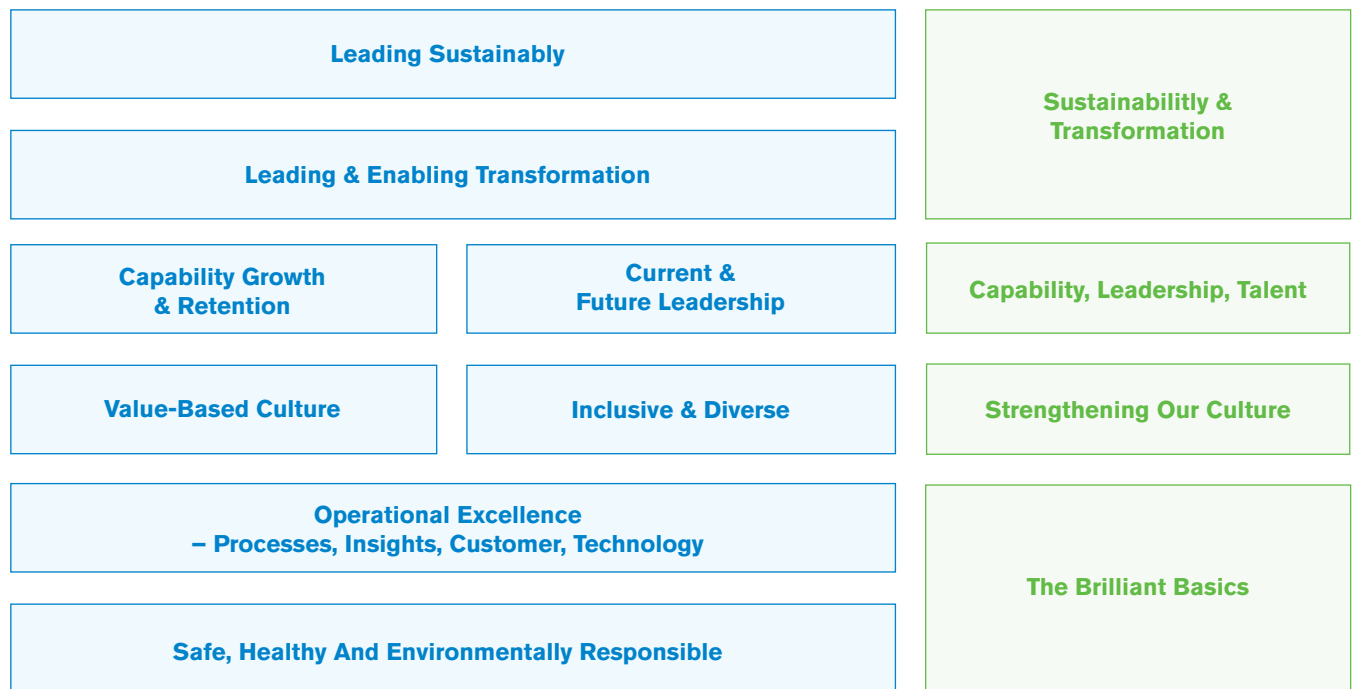 Leading Sustainably
Sustainabilitly &
Transformation
Leading & Enabling Transformation
Capability Growth
& Retention
Current &
Future Leadership
Capability, Leadership, Talent
Value-Based Culture
Inclusive & Diverse
Strengthening Our Culture
Operational Excellence
– Processes, Insights, Customer, Technology
The Brilliant Basics
Safe, Healthy And Environmentally Responsible